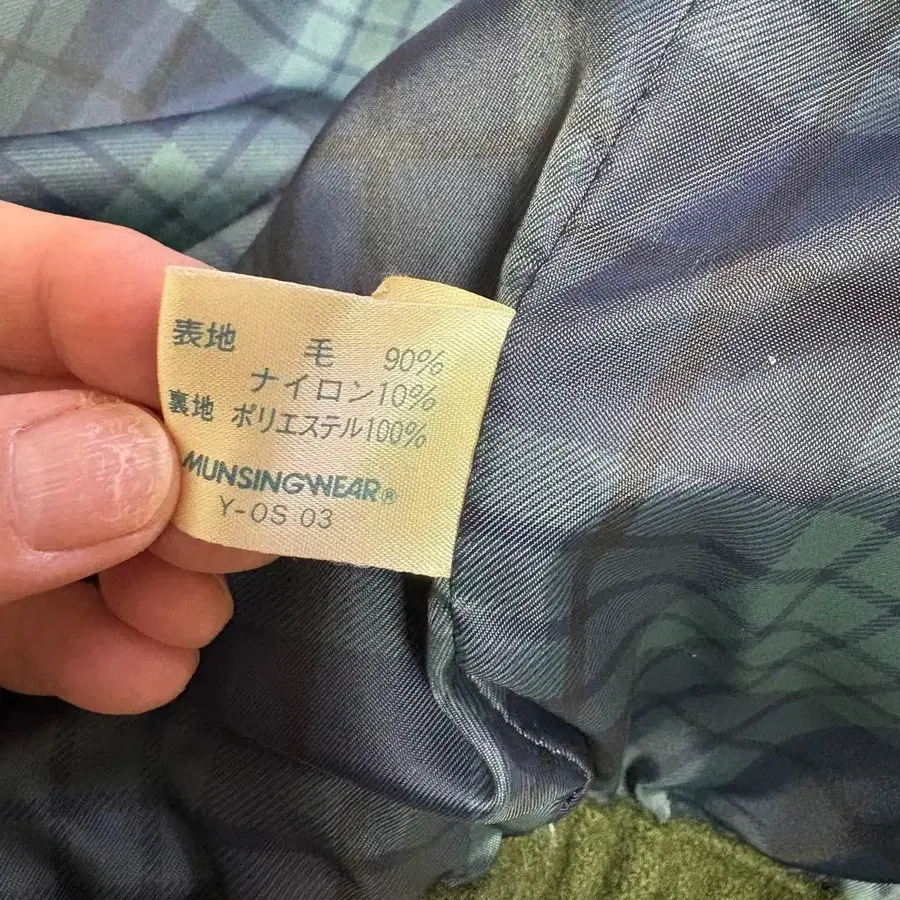 表地 毛 90%
ナイロン10%
裏地 ポリエステル100%
MUNSINGWEAR®
Y-OS 03